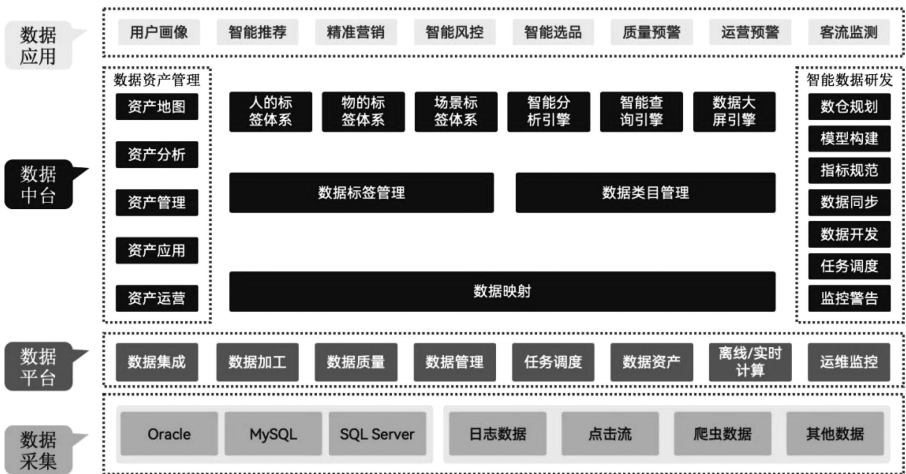 数据
应用
用户画像
智能推荐
精准营销
智能风控
智能选品
质量预警
运营预警
客流监测
数据
中台
数据资产管理
资产地图
资产分析
资产管理
资产应用
资产运营
人的标
签体系
物的标
签体系
场景标
签体系
智能分
析引擎
智能查
询引擎
数据大
屏引擎
数据标签管理
数据类目管理
数据映射
智能数据研发
数仓规划
模型构建
指标规范
数据同步
数据开发
任务调度
监控警告
数据
平台
数据集成
数据加工
数据质量
数据管理
任务调度
数据资产
离线/实时
计算
运维监控
数据
采集
Oracle
MySQL
SQL Server
日志数据
点击流
爬虫数据
其他数据